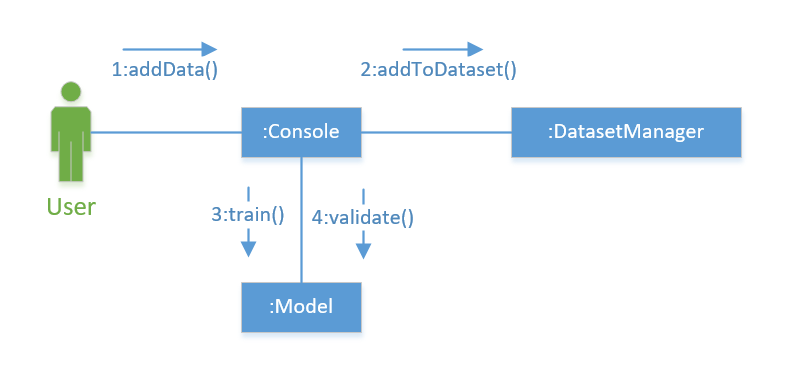 1:addData()
2:addToDataset()
:Console
:DatasetManager
User
3:train()
4:validate()
:Model